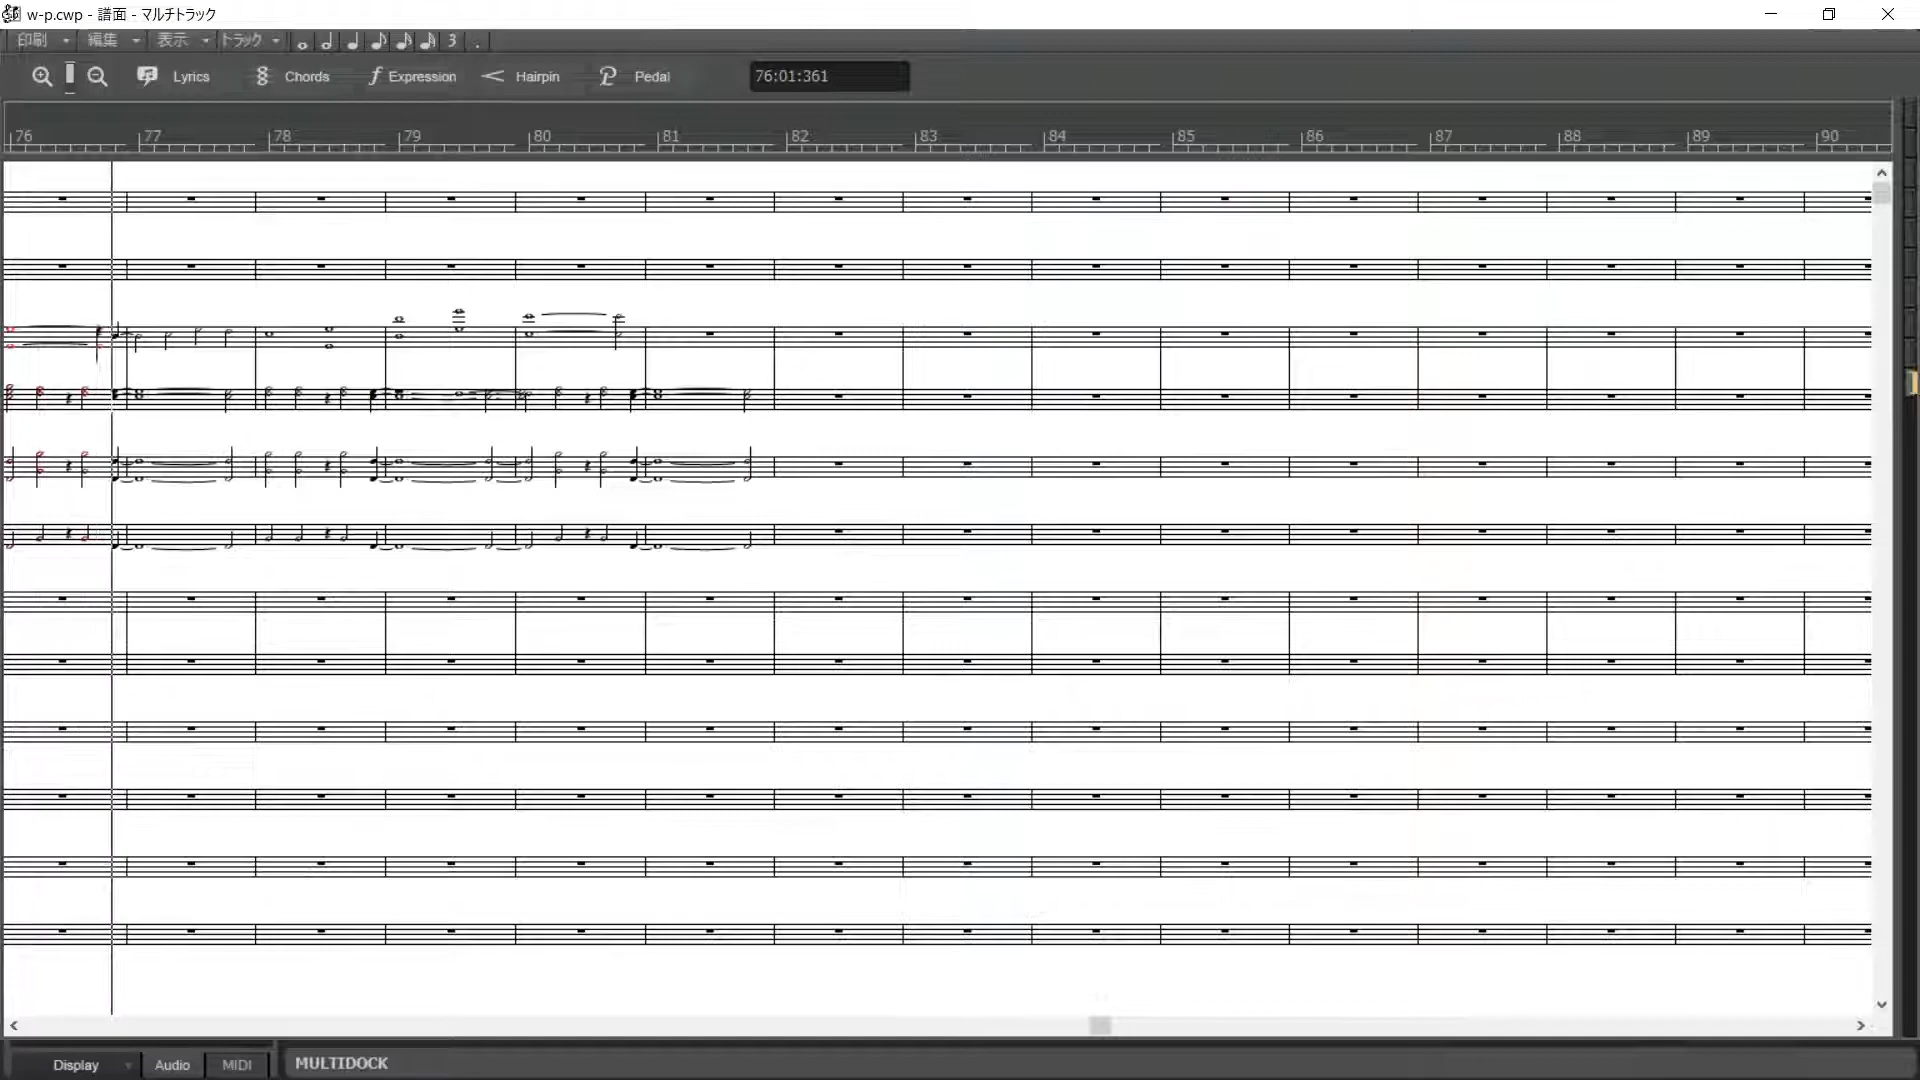 w-p.cwp - 譜面 - マルチトラック
印刷 編集 表示 トラック 3 .
Lyrics Chords Expression Hairpin Pedal 76:01:361
76 77 78 79 80 81 82 83 84 85 86 87 88 89 90
Display Audio MIDI MULTIDOCK